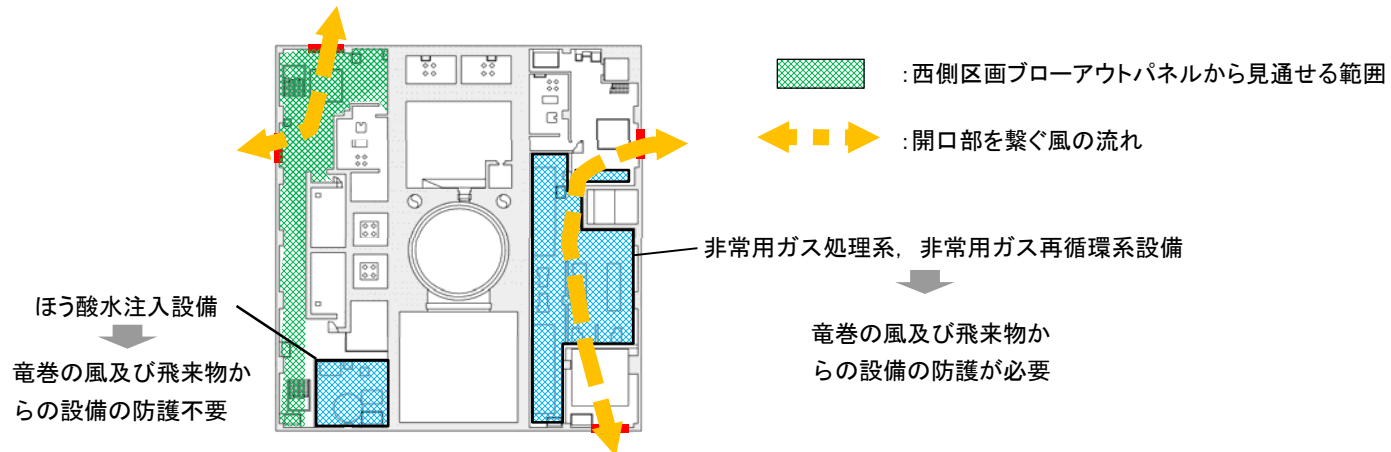 :西側区画ブローアウトパネルから見通せる範囲
:開口部を繋ぐ風の流れ
非常用ガス処理系,非常用ガス再循環系設備
竜巻の風及び飛来物か
らの設備の防護が必要
ほう酸水注入設備
竜巻の風及び飛来物か
らの設備の防護不要